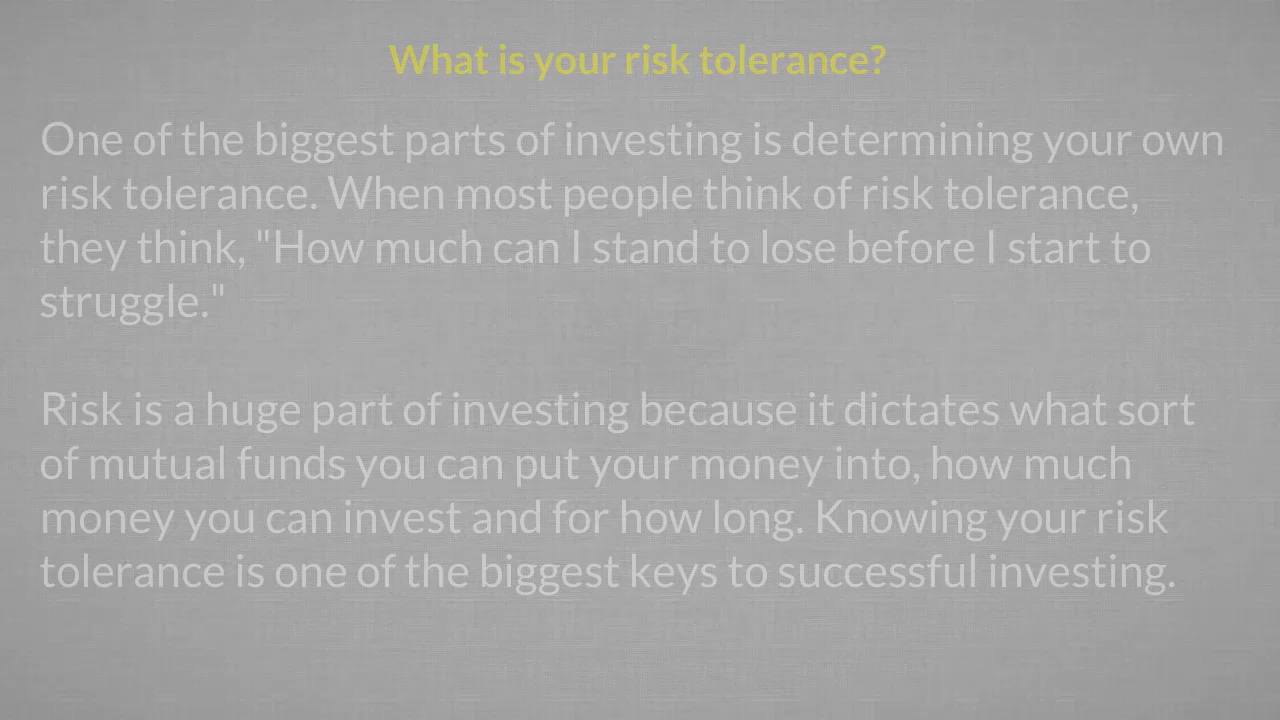 What is your risk tolerance?
One of the biggest parts of investing is determining your own
risk tolerance. When most people think of risk tolerance,
they think, "How much can I stand to lose before I start to
struggle."
Risk is a huge part of investing because it dictates what sort
of mutual funds you can put your money into, how much
money you can invest and for how long. Knowing your risk
tolerance is one of the biggest keys to successful investing.